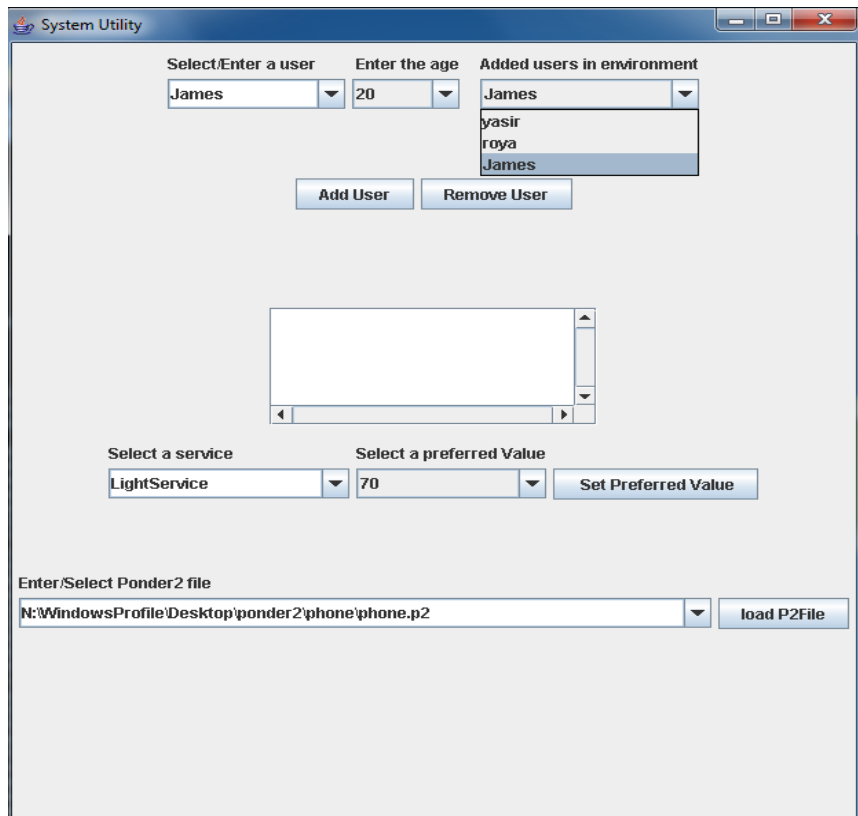 System Utility
Select/Enter a user Enter the age Added users in environment
James 20 James
yasir
roya
James
Add User Remove User
Select a service Select a preferred Value
LightService 70 Set Preferred Value
Enter/Select Ponder2 file
N:\WindowsProfile\Desktop\ponder2\phone\phone.p2 load P2File